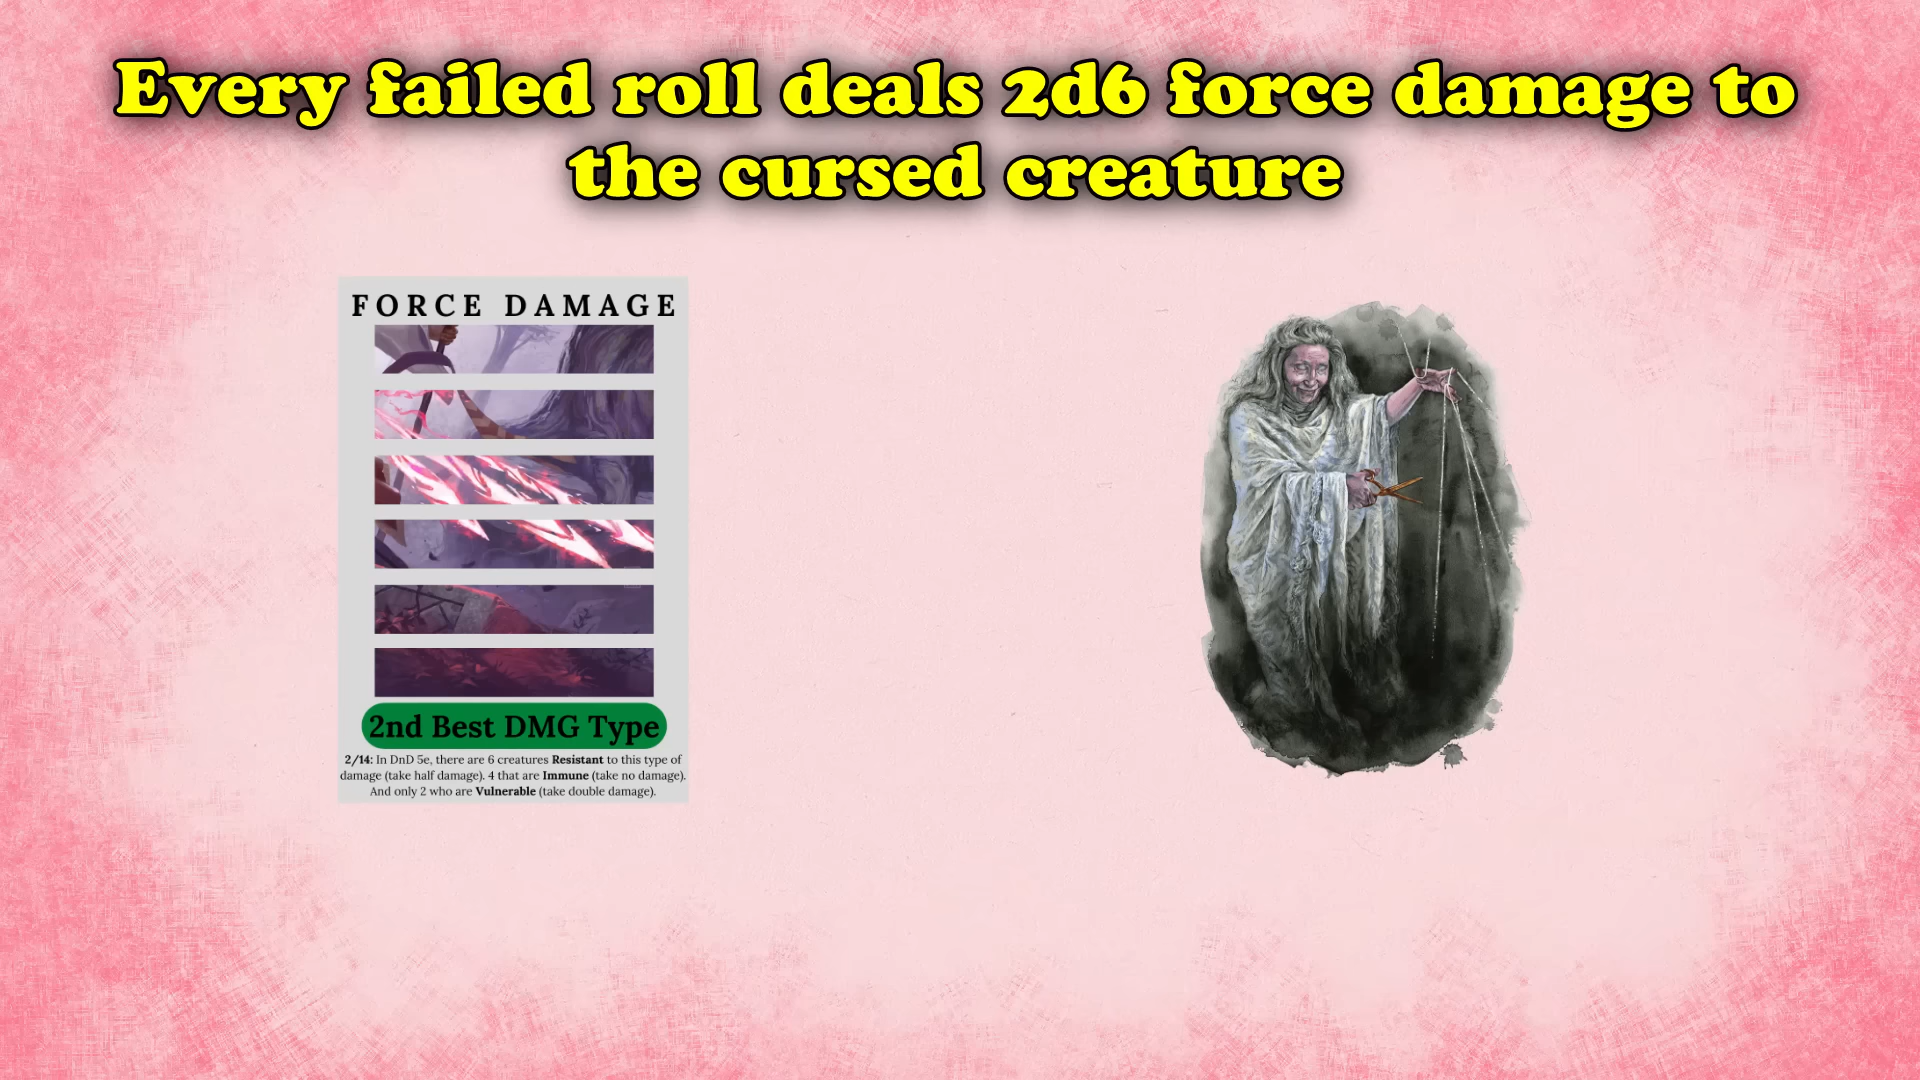 Every failed roll deals 2d6 force damage to
the cursed creature
FORCE DAMAGE
2nd Best DMG Type
2/14: In DnD 5e, there are 6 creatures Resistant to this type of
damage (take half damage). 4 that are Immune (take no damage).
And only 2 who are Vulnerable (take double damage).